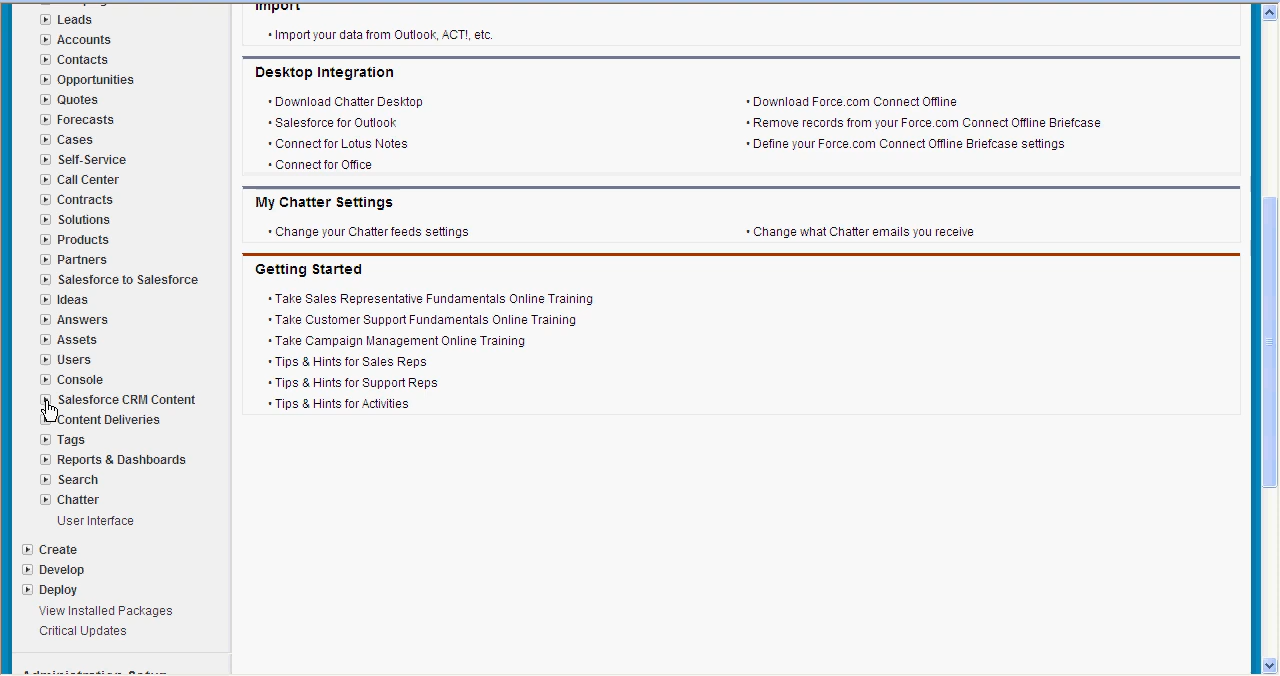 Leads
Accounts
Contacts
Opportunities
Quotes
Forecasts
Cases
Self-Service
Call Center
Contracts
Solutions
Products
Partners
Salesforce to Salesforce
Ideas
Answers
Assets
Users
Console
Salesforce CRM Content
Content Deliveries
Tags
Reports & Dashboards
Search
Chatter
User Interface
Create
Develop
Deploy
View Installed Packages
Critical Updates
Administration Setup
Import
• Import your data from Outlook, ACT!, etc.
Desktop Integration
• Download Chatter Desktop
• Salesforce for Outlook
• Connect for Lotus Notes
• Connect for Office
• Download Force.com Connect Offline
• Remove records from your Force.com Connect Offline Briefcase
• Define your Force.com Connect Offline Briefcase settings
My Chatter Settings
• Change your Chatter feeds settings
• Change what Chatter emails you receive
Getting Started
• Take Sales Representative Fundamentals Online Training
• Take Customer Support Fundamentals Online Training
• Take Campaign Management Online Training
• Tips & Hints for Sales Reps
• Tips & Hints for Support Reps
• Tips & Hints for Activities